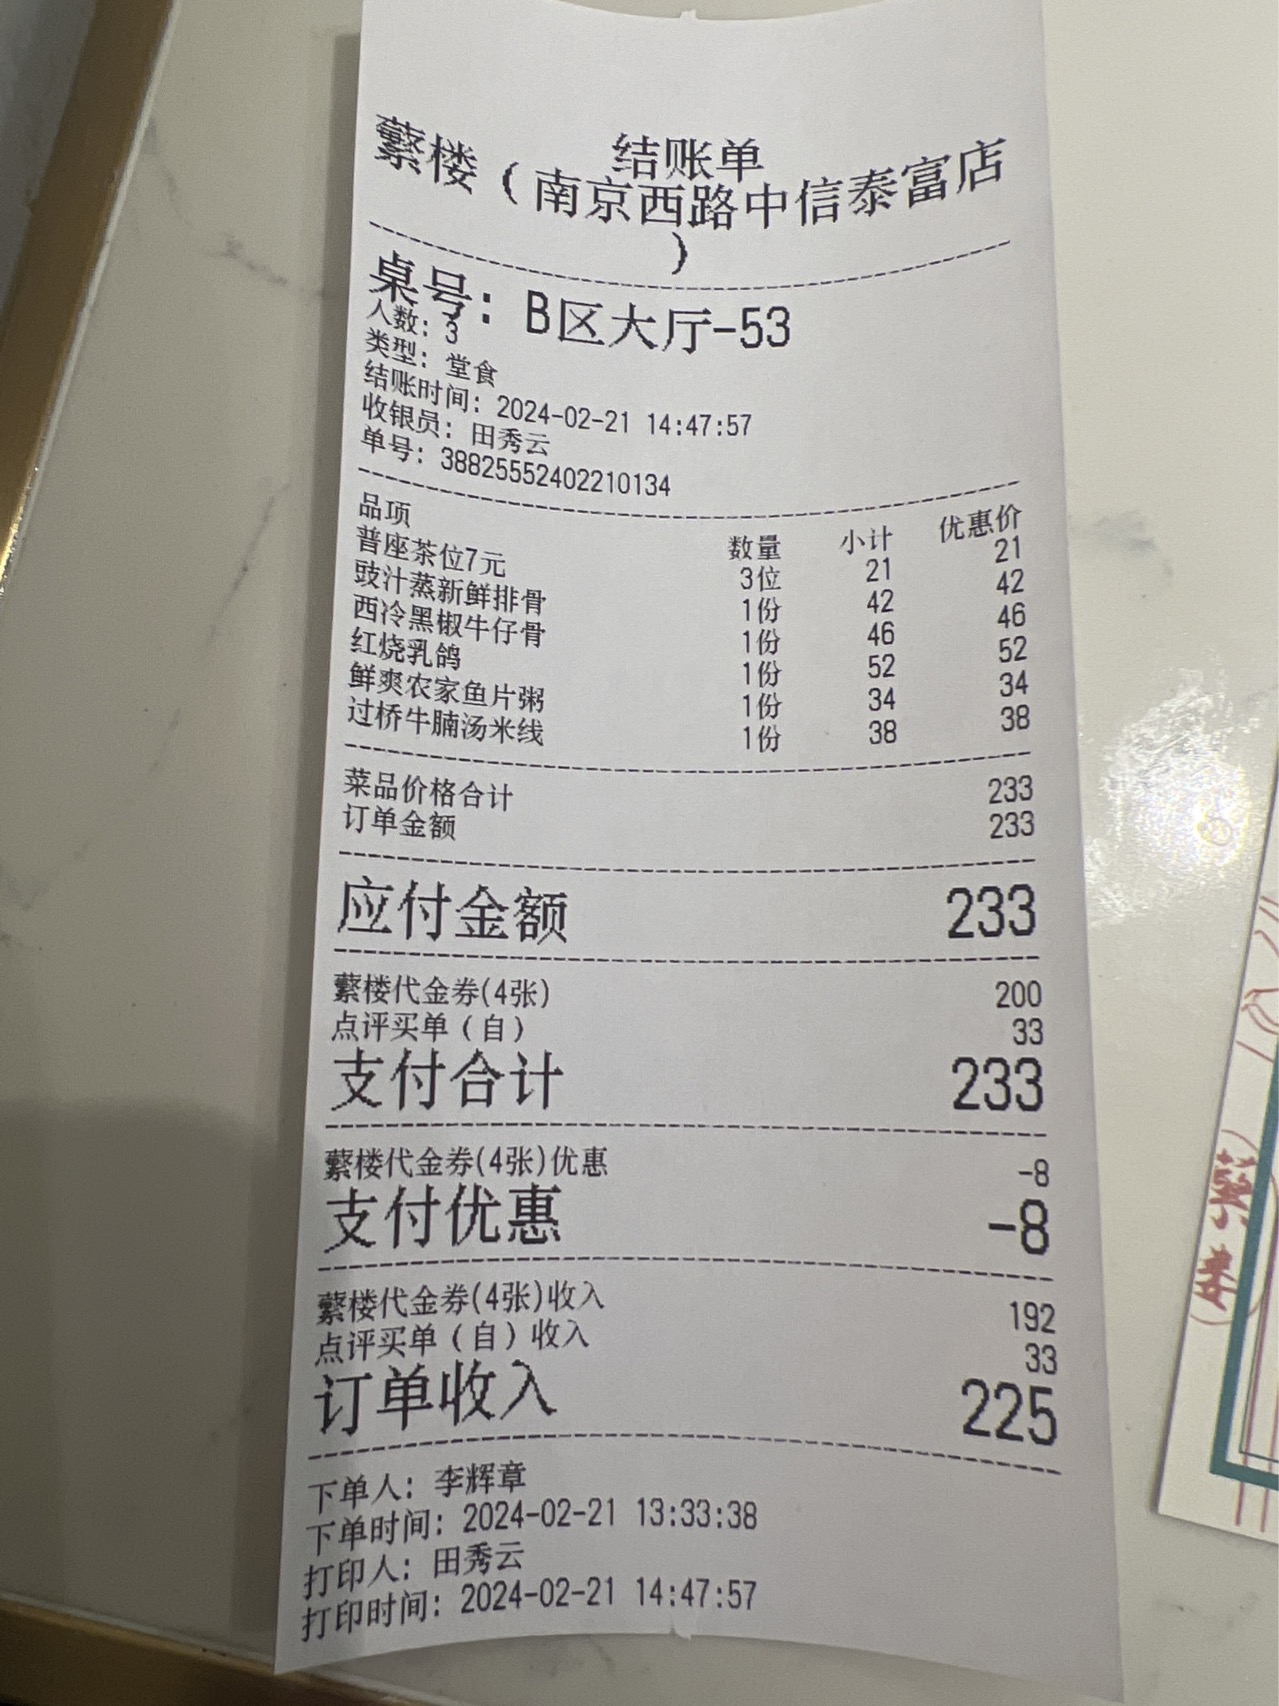 结账单
蘩楼（南京西路中信泰富店
）
桌号：B区大厅-53
人数：3
类型：堂食
结账时间：2024-02-21 14:47:57
收银员：田秀云
单号：38825552402210134
品项 数量 小计 优惠价
普座茶位7元 3位 21 21
豉汁蒸新鲜排骨 1份 42 42
西冷黑椒牛仔骨 1份 46 46
红烧乳鸽 1份 52 52
鲜爽农家鱼片粥 1份 34 34
过桥牛腩汤米线 1份 38 38
菜品价格合计 233
订单金额 233
应付金额 233
蘩楼代金券(4张) 200
点评买单（自） 33
支付合计 233
蘩楼代金券(4张)优惠 -8
支付优惠 -8
蘩楼代金券(4张)收入 192
点评买单（自）收入 33
订单收入 225
下单人：李辉章
下单时间：2024-02-21 13:33:38
打印人：田秀云
打印时间：2024-02-21 14:47:57